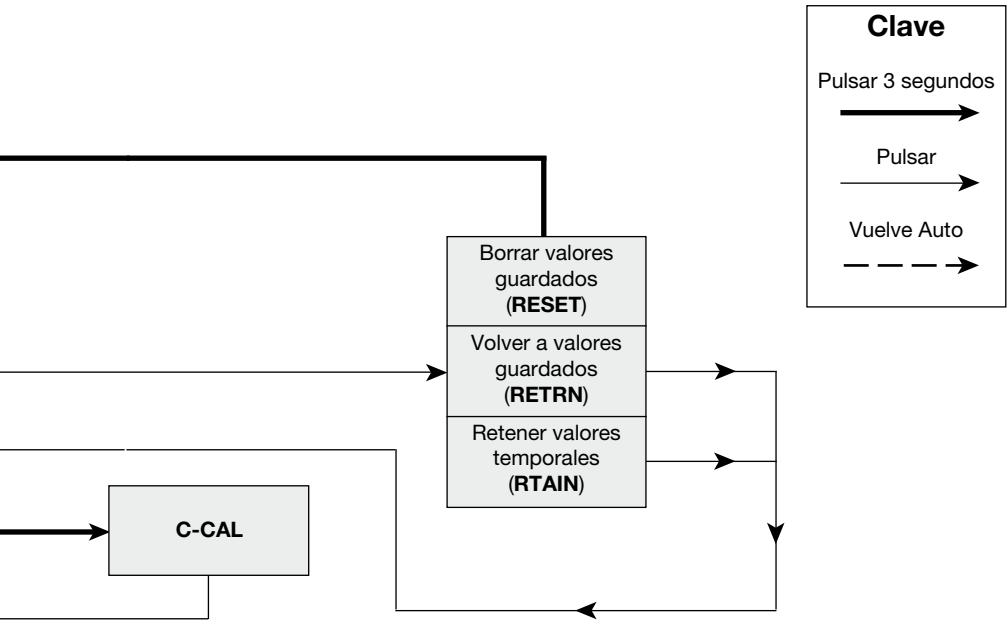 Clave
Pulsar 3 segundos
Pulsar
Vuelve Auto
Borrar valores
guardados
(RESET)
Volver a valores
guardados
(RETRN)
Retener valores
temporales
(RTAIN)
C-CAL